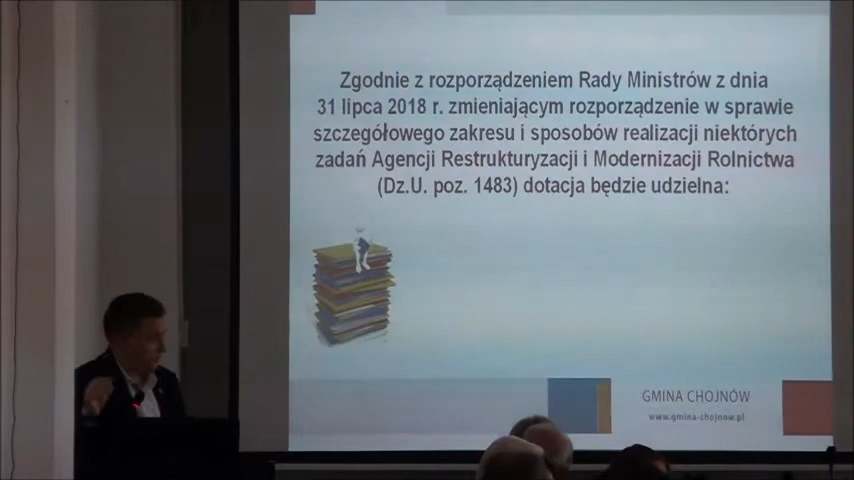 Zgodnie z rozporządzeniem Rady Ministrów z dnia
31 lipca 2018 r. zmieniającym rozporządzenie w sprawie
szczegółowego zakresu i sposobów realizacji niektórych
zadań Agencji Restrukturyzacji i Modernizacji Rolnictwa
(Dz.U. poz. 1483) dotacja będzie udzielna:
GMINA CHOJNÓW
www.gmina-chojnow.pl